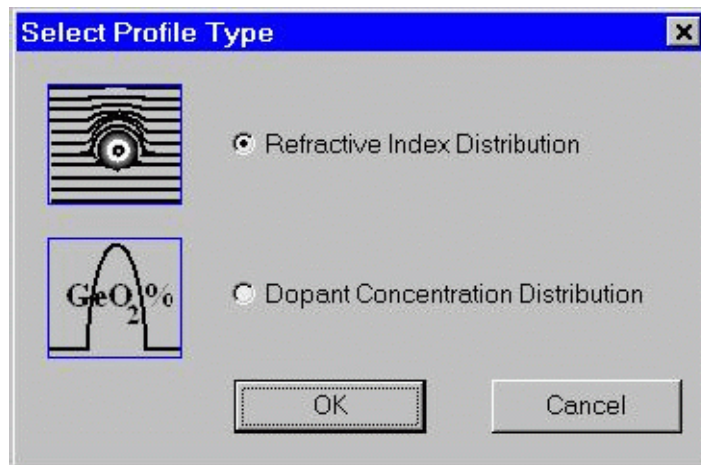 Select Profile Type
Refractive Index Distribution
GeO2%
Dopant Concentration Distribution
OK
Cancel